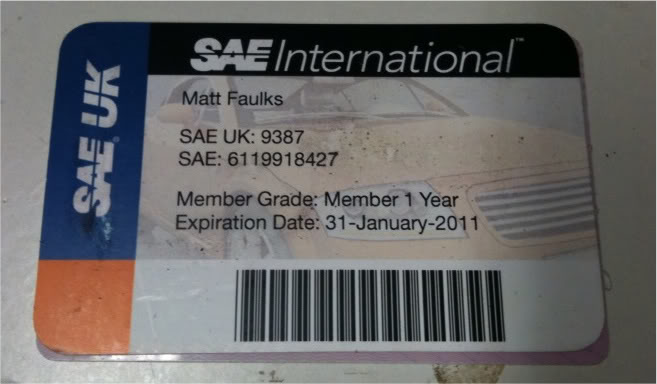 SAE International™
SAE UK
Matt Faulks
SAE UK: 9387
SAE: 6119918427
Member Grade: Member 1 Year
Expiration Date: 31-January-2011